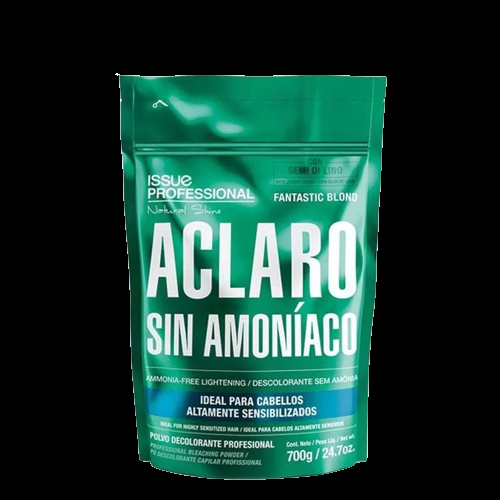 CON
SEMI DI LINO
ISSUE
PROFESSIONAL
Natural Shine
FANTASTIC BLOND
ACLARO
SIN AMONÍACO
AMMONIA-FREE LIGHTENING / DESCOLORANTE SEM AMÔNIA
IDEAL PARA CABELLOS
ALTAMENTE SENSIBILIZADOS
IDEAL FOR HIGHLY SENSITIZED HAIR / IDEAL PARA CABELOS ALTAMENTE SENSÍVEIS
POLVO DECOLORANTE PROFESIONAL
PROFESSIONAL BLEACHING POWDER /
PÓ DESCOLORANTE CAPILAR PROFISSIONAL
Cont. Neto / Peso Líq / Net wt.
700g / 24.7oz.